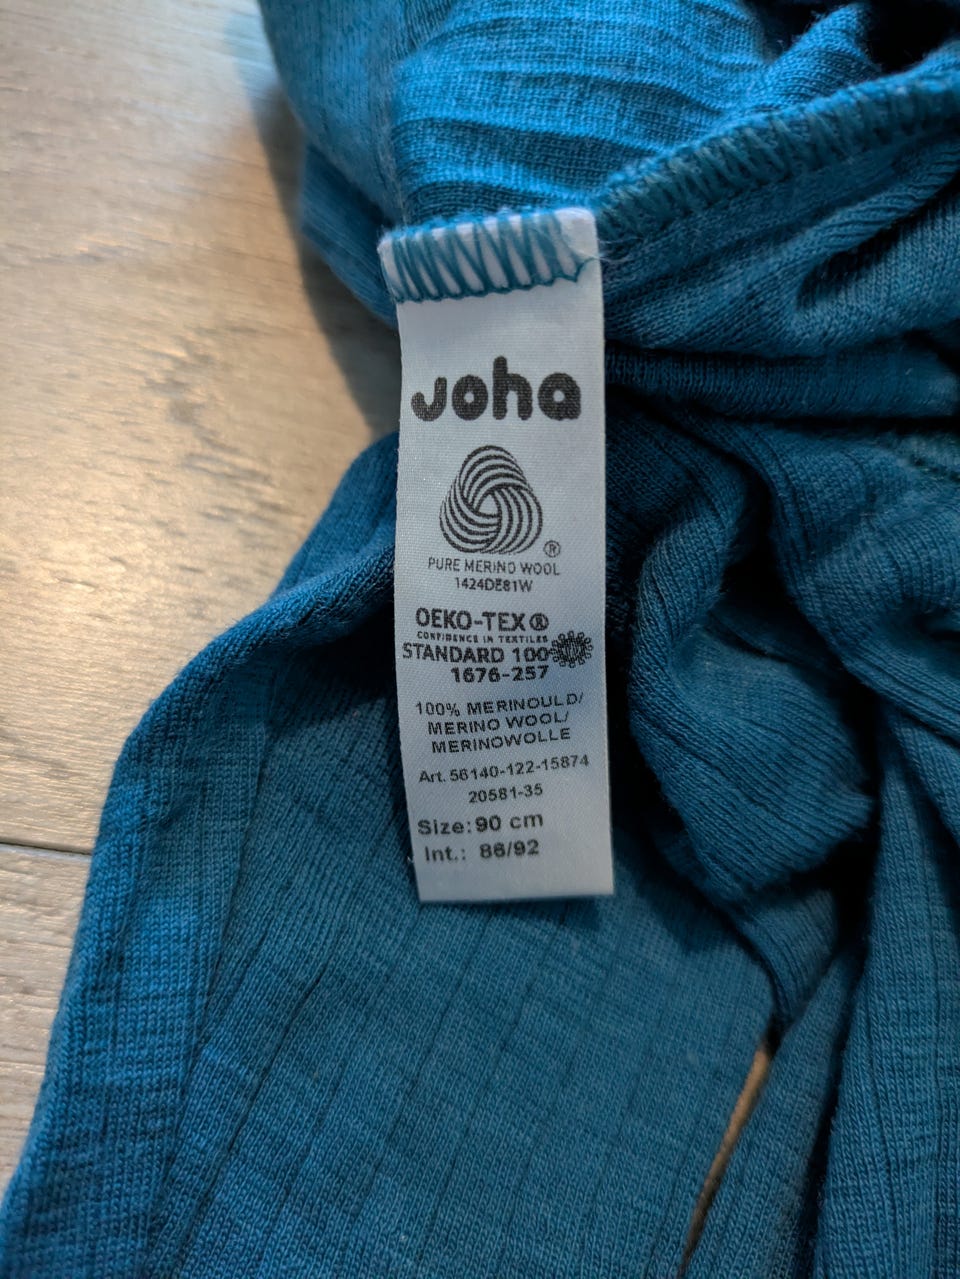 Joha
®
PURE MERINO WOOL
1424DE81W
OEKO-TEX®
CONFIDENCE IN TEXTILES
STANDARD 100
1676-257
100% MERINOULD/
MERINO WOOL/
MERINOWOLLE
Art. 56140-122-15874
20581-35
Size: 90 cm
Int.: 86/92